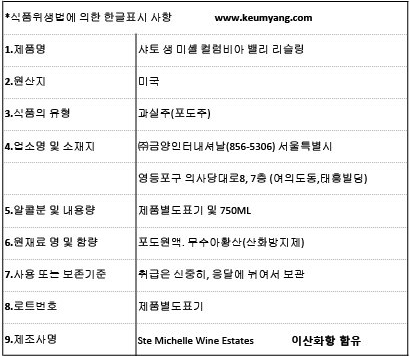 *식품위생법에 의한 한글표시 사항 www.keumyang.com
1.제품명 샤토 생 미셸 컬럼비아 밸리 리슬링
2.원산지 미국
3.식품의 유형 과실주(포도주)
4.업소명 및 소재지 ㈜금양인터내셔날(856-5306) 서울특별시
영등포구 의사당대로8, 7층 (여의도동,태흥빌딩)
5.알콜분 및 내용량 제품별도표기 및 750ML
6.원재료 명 및 함량 포도원액. 무수아황산(산화방지제)
7.사용 또는 보존기준 취급은 신중히, 응달에 뉘어서 보관
8.로트번호 제품별도표기
9.제조사명 Ste Michelle Wine Estates 이산화황 함유